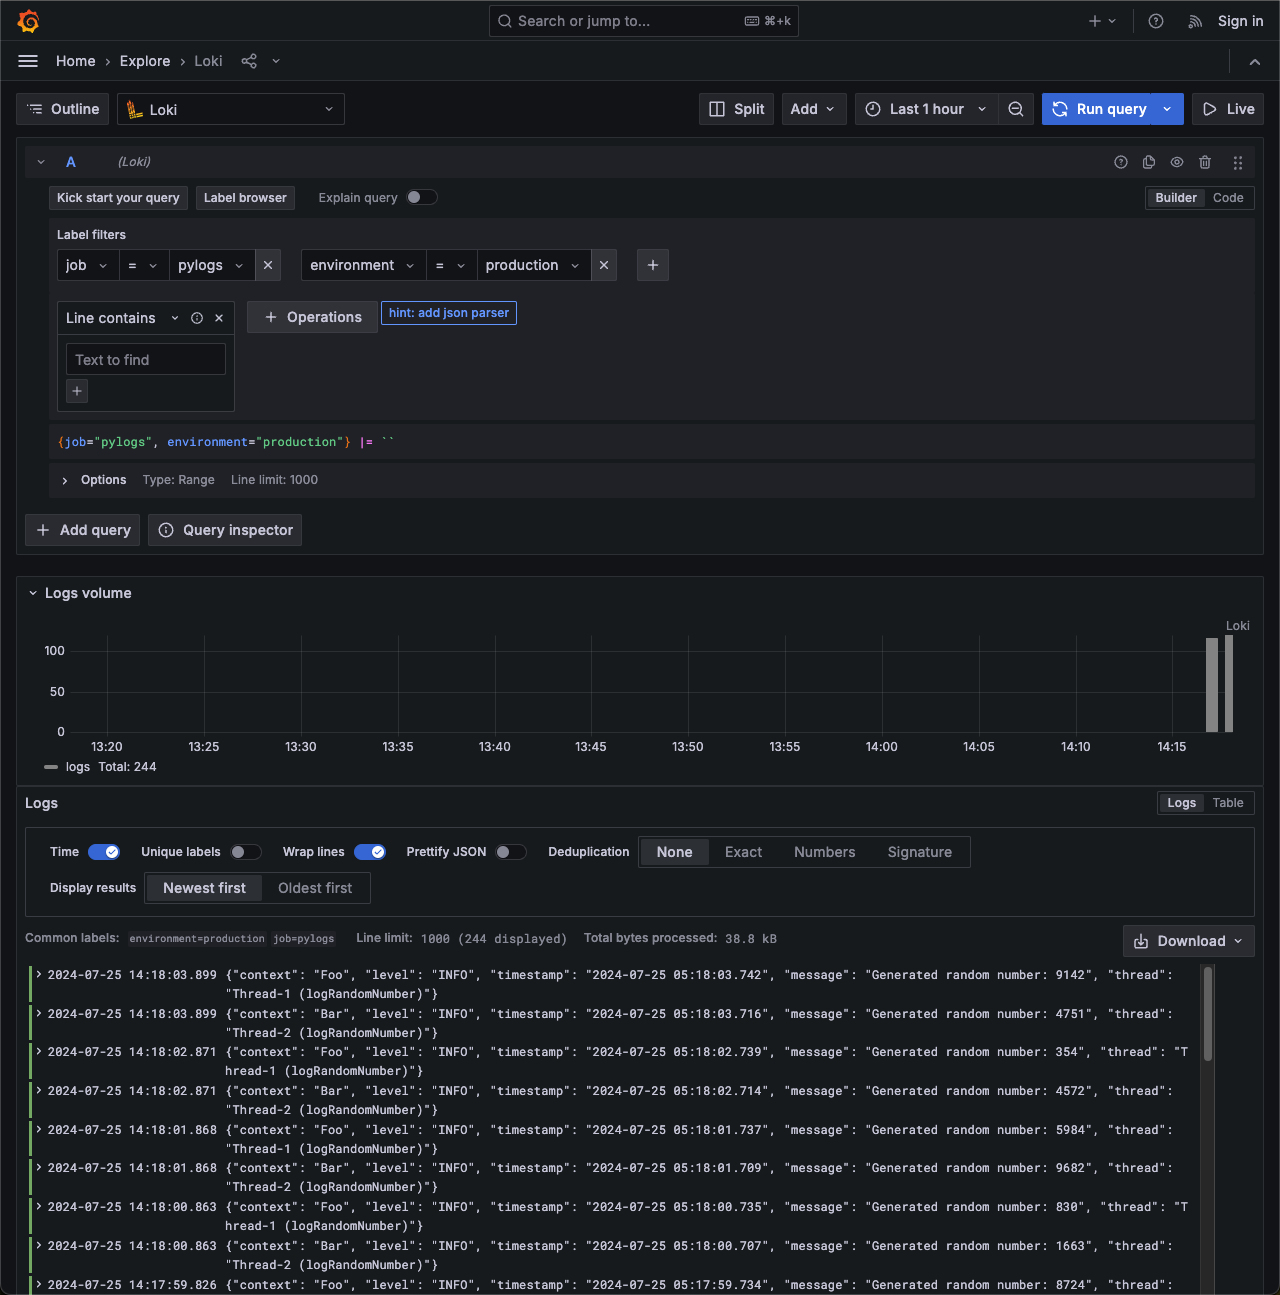 Search or jump to... ⌘+k Sign in
Home › Explore › Loki
Outline Loki Split Add Last 1 hour Run query Live
A (Loki)
Kick start your query Label browser Explain query Builder Code
Label filters
job = pylogs environment = production
Line contains + Operations hint: add json parser
Text to find
+
{job="pylogs", environment="production"} |= ``
Options Type: Range Line limit: 1000
+ Add query Query inspector
Logs volume
Loki
100
50
0
13:20 13:25 13:30 13:35 13:40 13:45 13:50 13:55 14:00 14:05 14:10 14:15
logs Total: 244
Logs Logs Table
Time Unique labels Wrap lines Prettify JSON Deduplication None Exact Numbers Signature
Display results Newest first Oldest first
Common labels: environment=production job=pylogs Line limit: 1000 (244 displayed) Total bytes processed: 38.8 kB Download
2024-07-25 14:18:03.899 {"context": "Foo", "level": "INFO", "timestamp": "2024-07-25 05:18:03.742", "message": "Generated random number: 9142", "thread":
"Thread-1 (logRandomNumber)"}
2024-07-25 14:18:03.899 {"context": "Bar", "level": "INFO", "timestamp": "2024-07-25 05:18:03.716", "message": "Generated random number: 4751", "thread":
"Thread-2 (logRandomNumber)"}
2024-07-25 14:18:02.871 {"context": "Foo", "level": "INFO", "timestamp": "2024-07-25 05:18:02.739", "message": "Generated random number: 354", "thread": "T
hread-1 (logRandomNumber)"}
2024-07-25 14:18:02.871 {"context": "Bar", "level": "INFO", "timestamp": "2024-07-25 05:18:02.714", "message": "Generated random number: 4572", "thread":
"Thread-2 (logRandomNumber)"}
2024-07-25 14:18:01.868 {"context": "Foo", "level": "INFO", "timestamp": "2024-07-25 05:18:01.737", "message": "Generated random number: 5984", "thread":
"Thread-1 (logRandomNumber)"}
2024-07-25 14:18:01.868 {"context": "Bar", "level": "INFO", "timestamp": "2024-07-25 05:18:01.709", "message": "Generated random number: 9682", "thread":
"Thread-2 (logRandomNumber)"}
2024-07-25 14:18:00.863 {"context": "Foo", "level": "INFO", "timestamp": "2024-07-25 05:18:00.735", "message": "Generated random number: 830", "thread": "T
hread-1 (logRandomNumber)"}
2024-07-25 14:18:00.863 {"context": "Bar", "level": "INFO", "timestamp": "2024-07-25 05:18:00.707", "message": "Generated random number: 1663", "thread":
"Thread-2 (logRandomNumber)"}
2024-07-25 14:17:59.826 {"context": "Foo", "level": "INFO", "timestamp": "2024-07-25 05:17:59.734", "message": "Generated random number: 8724", "thread":